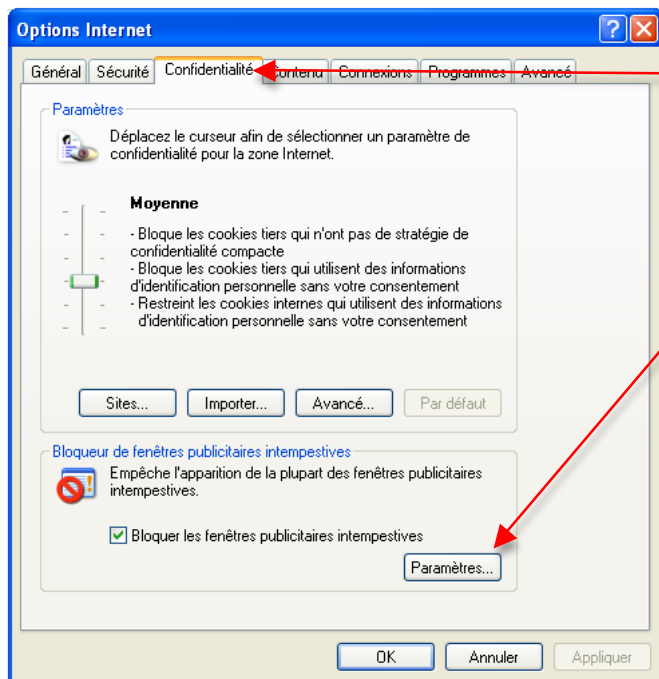 Options Internet
Général Sécurité Confidentialité Contenu Connexions Programmes Avancé
Paramètres
Déplacez le curseur afin de sélectionner un paramètre de
confidentialité pour la zone Internet.
Moyenne
- Bloque les cookies tiers qui n'ont pas de stratégie de
confidentialité compacte
- Bloque les cookies tiers qui utilisent des informations
d'identification personnelle sans votre consentement
- Restreint les cookies internes qui utilisent des informations
d'identification personnelle sans votre consentement
Sites... Importer... Avancé... Par défaut
Bloqueur de fenêtres publicitaires intempestives
Empêche l'apparition de la plupart des fenêtres publicitaires
intempestives.
Bloquer les fenêtres publicitaires intempestives
Paramètres...
OK Annuler Appliquer